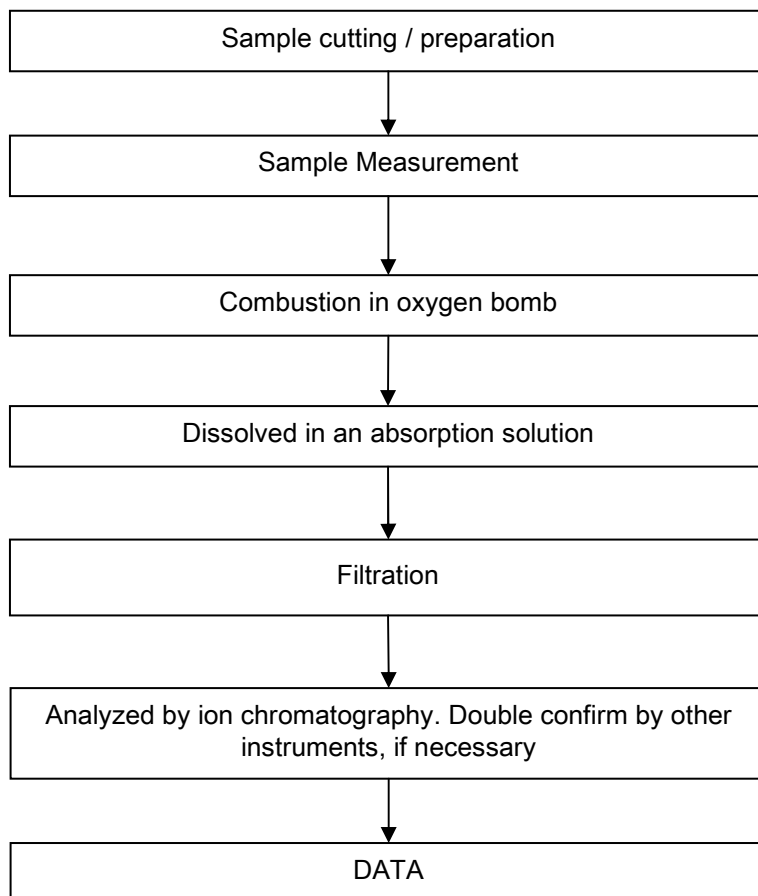 Sample cutting / preparation
Sample Measurement
Combustion in oxygen bomb
Dissolved in an absorption solution
Filtration
Analyzed by ion chromatography. Double confirm by other
instruments, if necessary
DATA